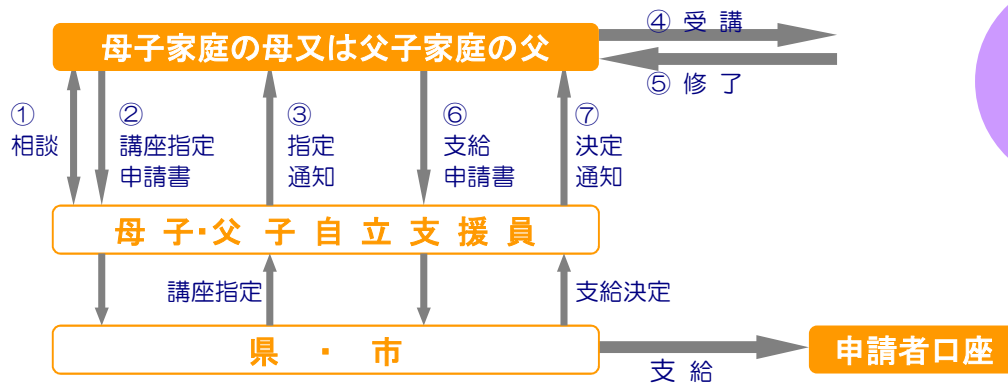 ④ 受 講
母子家庭の母又は父子家庭の父
⑤ 修 了
①
相談
②
講座指定
申請書
③
指定
通知
⑥
支給
申請書
⑦
決定
通知
母 子・父 子 自 立 支 援 員
講座指定
支給決定
県 ・ 市
申請者口座
支 給